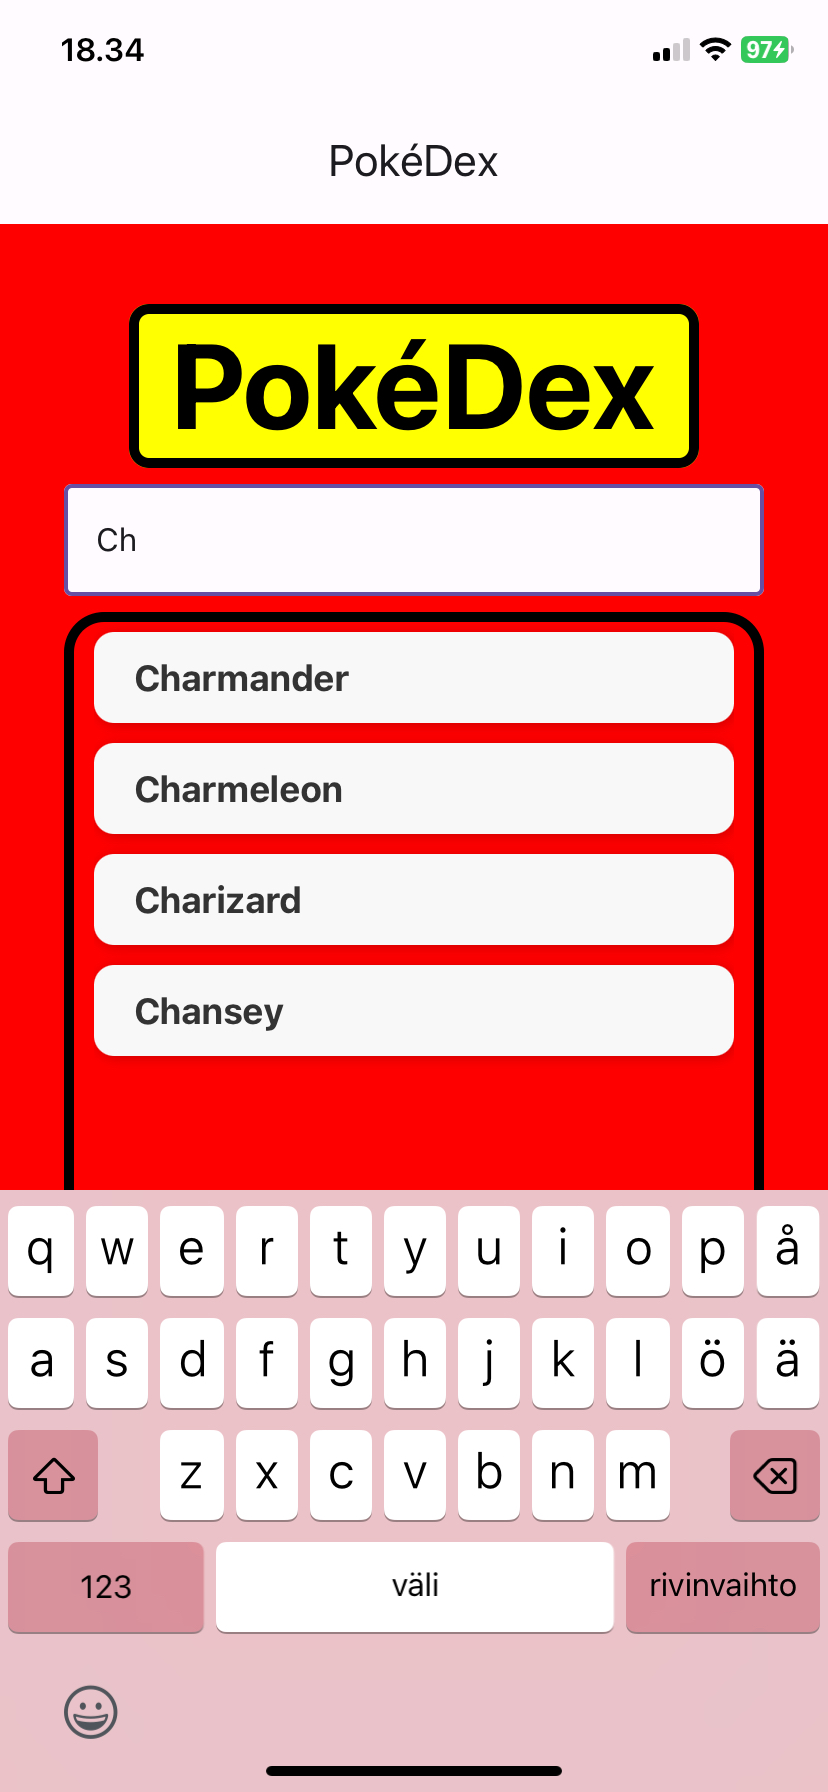 18.34
97
PokéDex
PokéDex
Ch
Charmander
Charmeleon
Charizard
Chansey
q w e r t y u i o p å
a s d f g h j k l ö ä
z x c v b n m
123 väli rivinvaihto